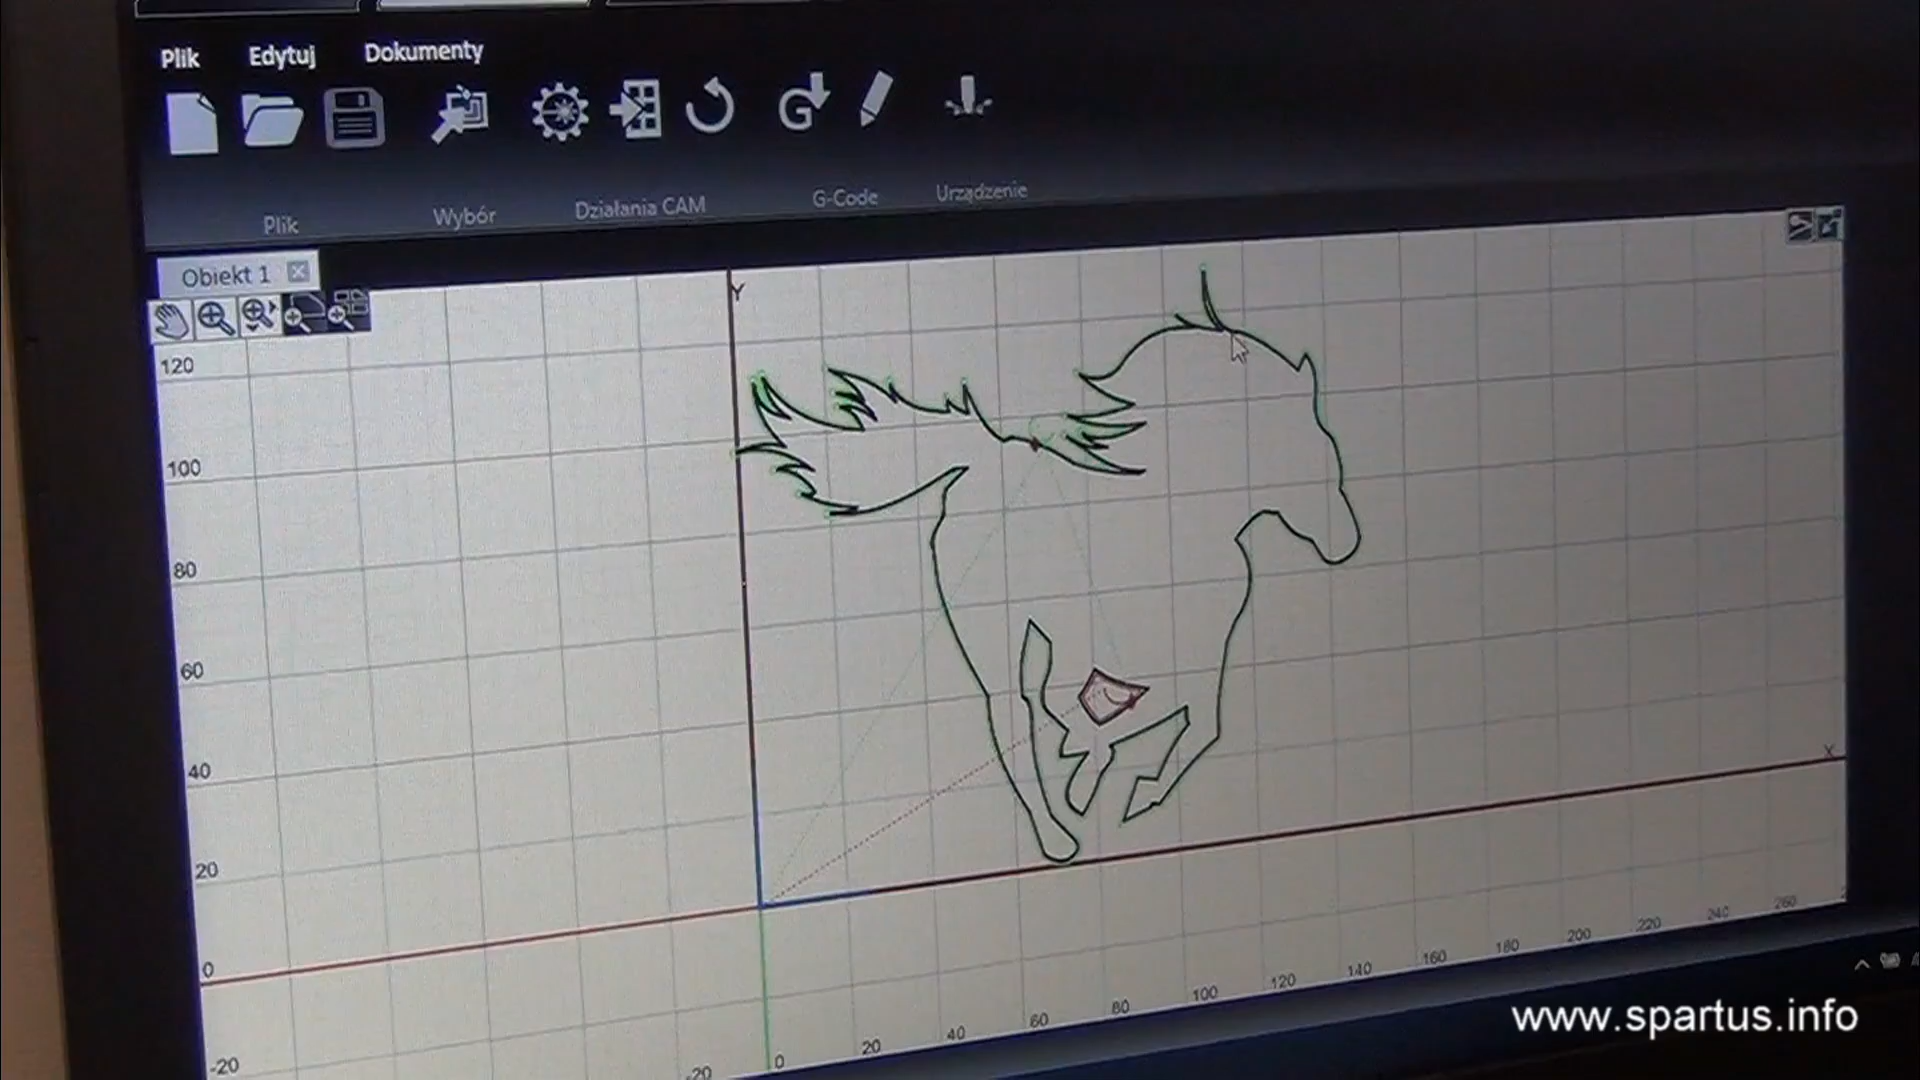 Plik Edytuj Dokumenty
G
Plik Wybór Działania CAM G-Code Urządzenie
Obiekt 1
Y
120
100
80
60
40
20
0
-20
X
-20 0 20 40 60 80 100 120 140 160 180 200 220 240 260
www.spartus.info